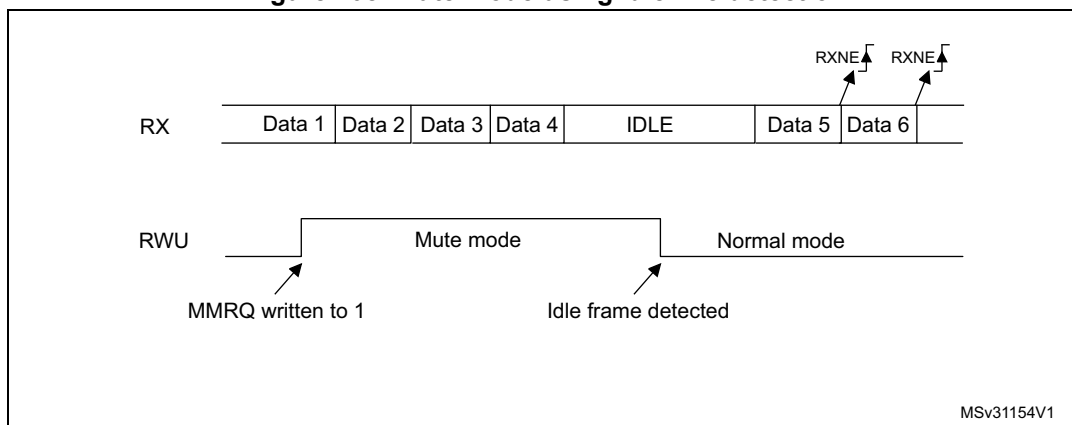 RXNE RXNE
RX Data 1 Data 2 Data 3 Data 4 IDLE Data 5 Data 6
RWU Mute mode Normal mode
MMRQ written to 1 Idle frame detected
MSv31154V1